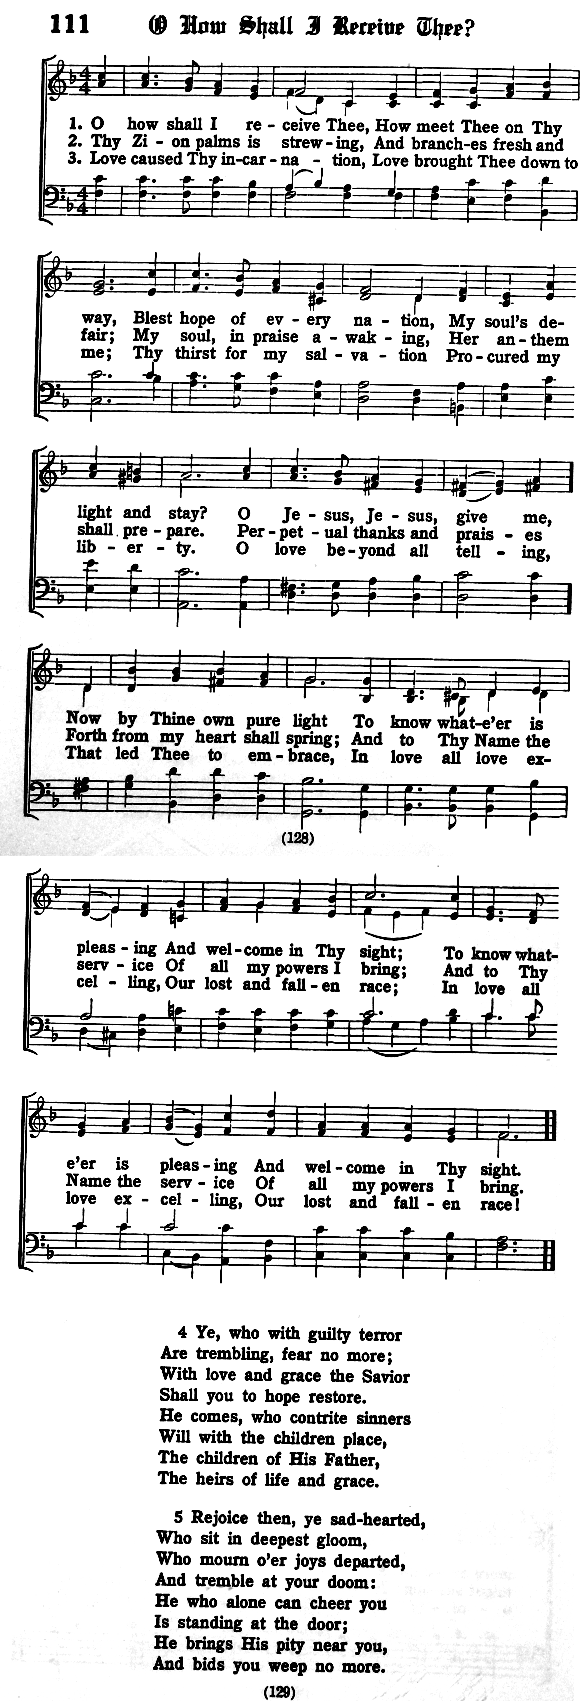 111 O How Shall I Receive Thee?
1. O how shall I re - ceive Thee, How meet Thee on Thy
2. Thy Zi - on palms is strew - ing, And branch-es fresh and
3. Love caused Thy in-car - na - tion, Love brought Thee down to
way, Blest hope of ev - ery na - tion, My soul's de-
fair; My soul, in praise a - wak - ing, Her an - them
me; Thy thirst for my sal - va - tion Pro - cured my
light and stay? O Je - sus, Je - sus, give me,
shall pre - pare. Per - pet - ual thanks and prais - es
lib - er - ty. O love be - yond all tell - ing,
Now by Thine own pure light To know what-e'er is
Forth from my heart shall spring; And to Thy Name the
That led Thee to em - brace, In love all love ex-
(128)
pleas - ing And wel - come in Thy sight; To know what-
serv - ice Of all my powers I bring; And to Thy
cel - ling, Our lost and fall - en race; In love all
e'er is pleas - ing And wel - come in Thy sight.
Name the serv - ice Of all my powers I bring.
love ex - cel - ling, Our lost and fall - en race!
4 Ye, who with guilty terror
Are trembling, fear no more;
With love and grace the Savior
Shall you to hope restore.
He comes, who contrite sinners
Will with the children place,
The children of His Father,
The heirs of life and grace.
5 Rejoice then, ye sad-hearted,
Who sit in deepest gloom,
Who mourn o'er joys departed,
And tremble at your doom:
He who alone can cheer you
Is standing at the door;
He brings His pity near you,
And bids you weep no more.
(129)